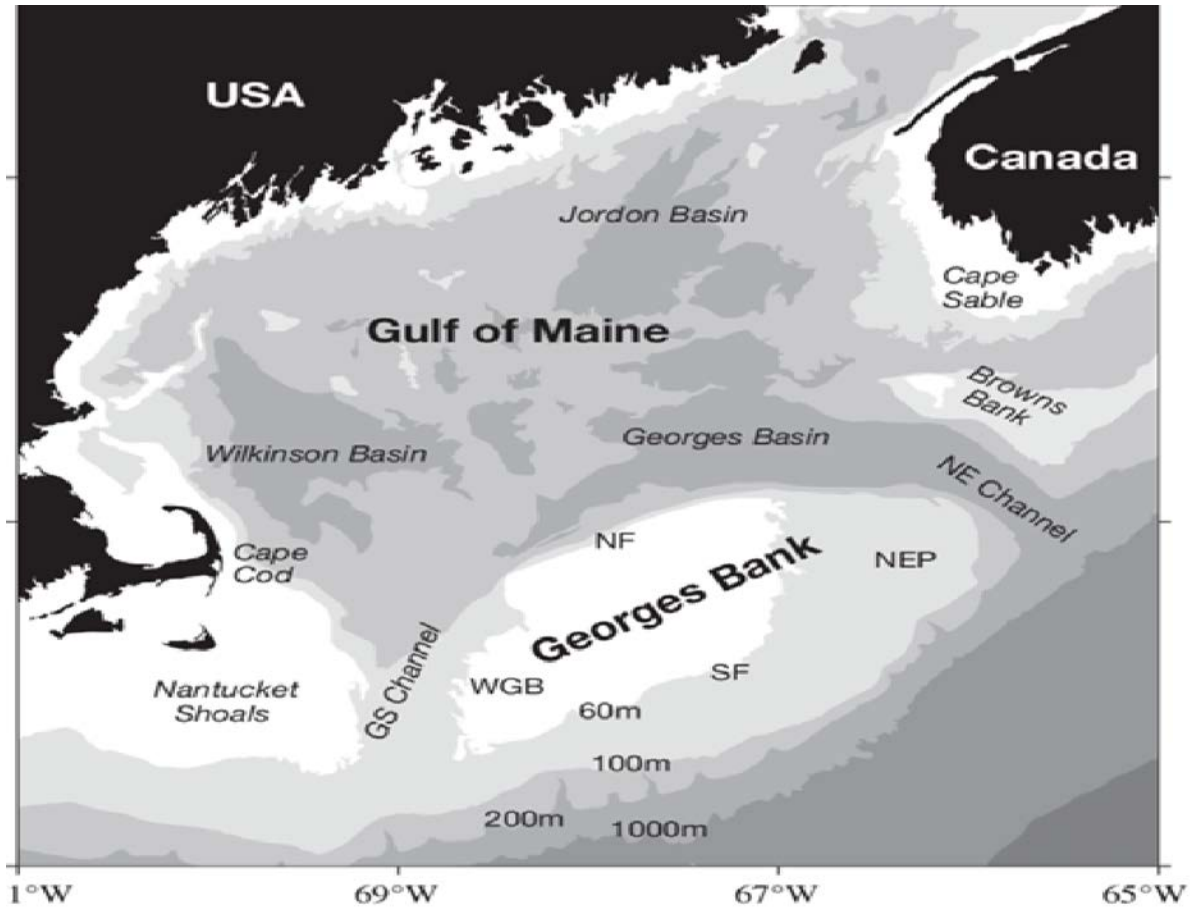 USA
Canada
Jordon Basin
Cape
Sable
Gulf of Maine
Browns
Bank
Wilkinson Basin
Georges Basin
NE Channel
NF
Cape
Cod
NEP
Georges Bank
GS Channel
WGB
SF
Nantucket
Shoals
60m
100m
200m
1000m
1°W
69°W
67°W
65°W